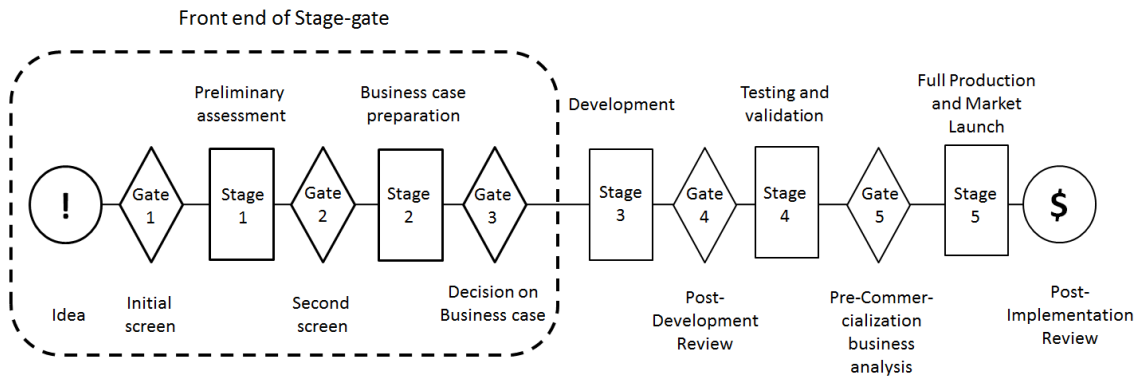 Front end of Stage-gate
Preliminary
assessment
Business case
preparation
Development
Testing and
validation
Full Production
and Market
Launch
!
Gate
1
Stage
1
Gate
2
Stage
2
Gate
3
Stage
3
Gate
4
Stage
4
Gate
5
Stage
5
$
Idea
Initial
screen
Second
screen
Decision on
Business case
Post-
Development
Review
Pre-Commer-
cialization
business
analysis
Post-
Implementation
Review